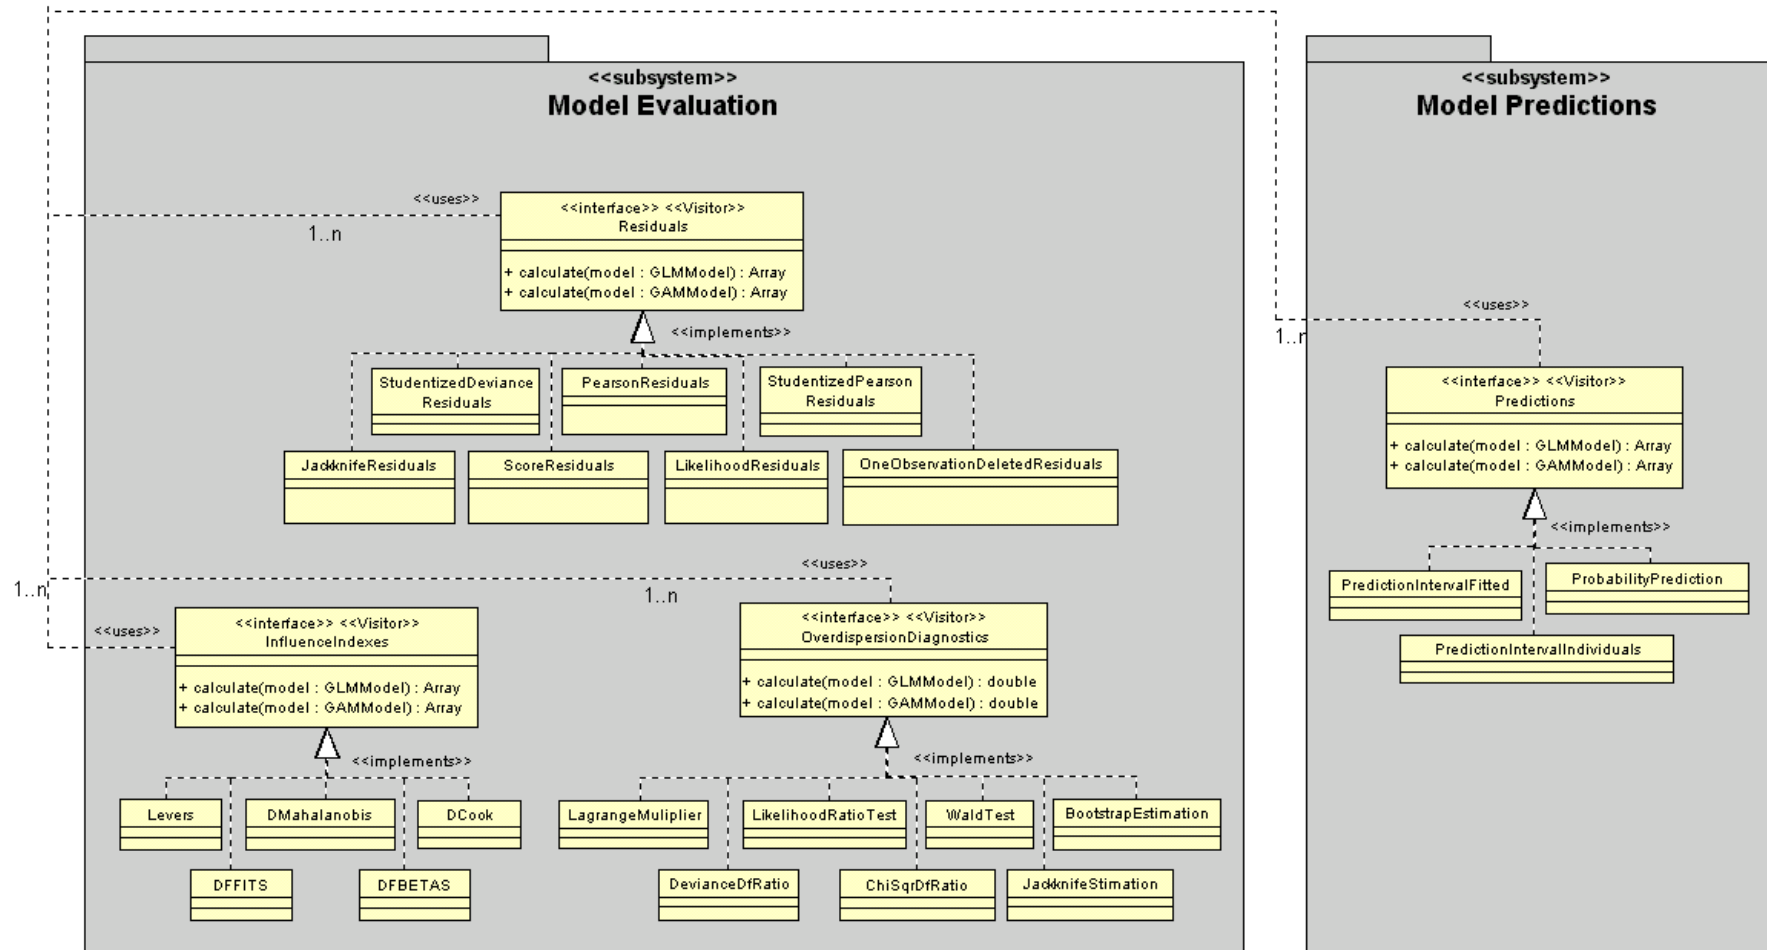 <<subsystem>>
Model Evaluation
<<uses>>
1..n
<<interface>> <<Visitor>>
Residuals
+ calculate(model : GLMModel) : Array
+ calculate(model : GAMModel) : Array
<<implements>>
StudentizedDeviance
Residuals
PearsonResiduals
StudentizedPearson
Residuals
JackknifeResiduals
ScoreResiduals
LikelihoodResiduals
OneObservationDeletedResiduals
<<uses>>
1..n
1..n
<<uses>>
<<interface>> <<Visitor>>
InfluenceIndexes
+ calculate(model : GLMModel) : Array
+ calculate(model : GAMModel) : Array
<<implements>>
Levers
DMahalanobis
DCook
DFFITS
DFBETAS
<<interface>> <<Visitor>>
OverdispersionDiagnostics
+ calculate(model : GLMModel) : double
+ calculate(model : GAMModel) : double
<<implements>>
LagrangeMuliplier
LikelihoodRatioTest
WaldTest
BootstrapEstimation
DevianceDfRatio
ChiSqrDfRatio
JackknifeStimation
<<subsystem>>
Model Predictions
<<uses>>
1..n
<<interface>> <<Visitor>>
Predictions
+ calculate(model : GLMModel) : Array
+ calculate(model : GAMModel) : Array
<<implements>>
PredictionIntervalFitted
ProbabilityPrediction
PredictionIntervalIndividuals